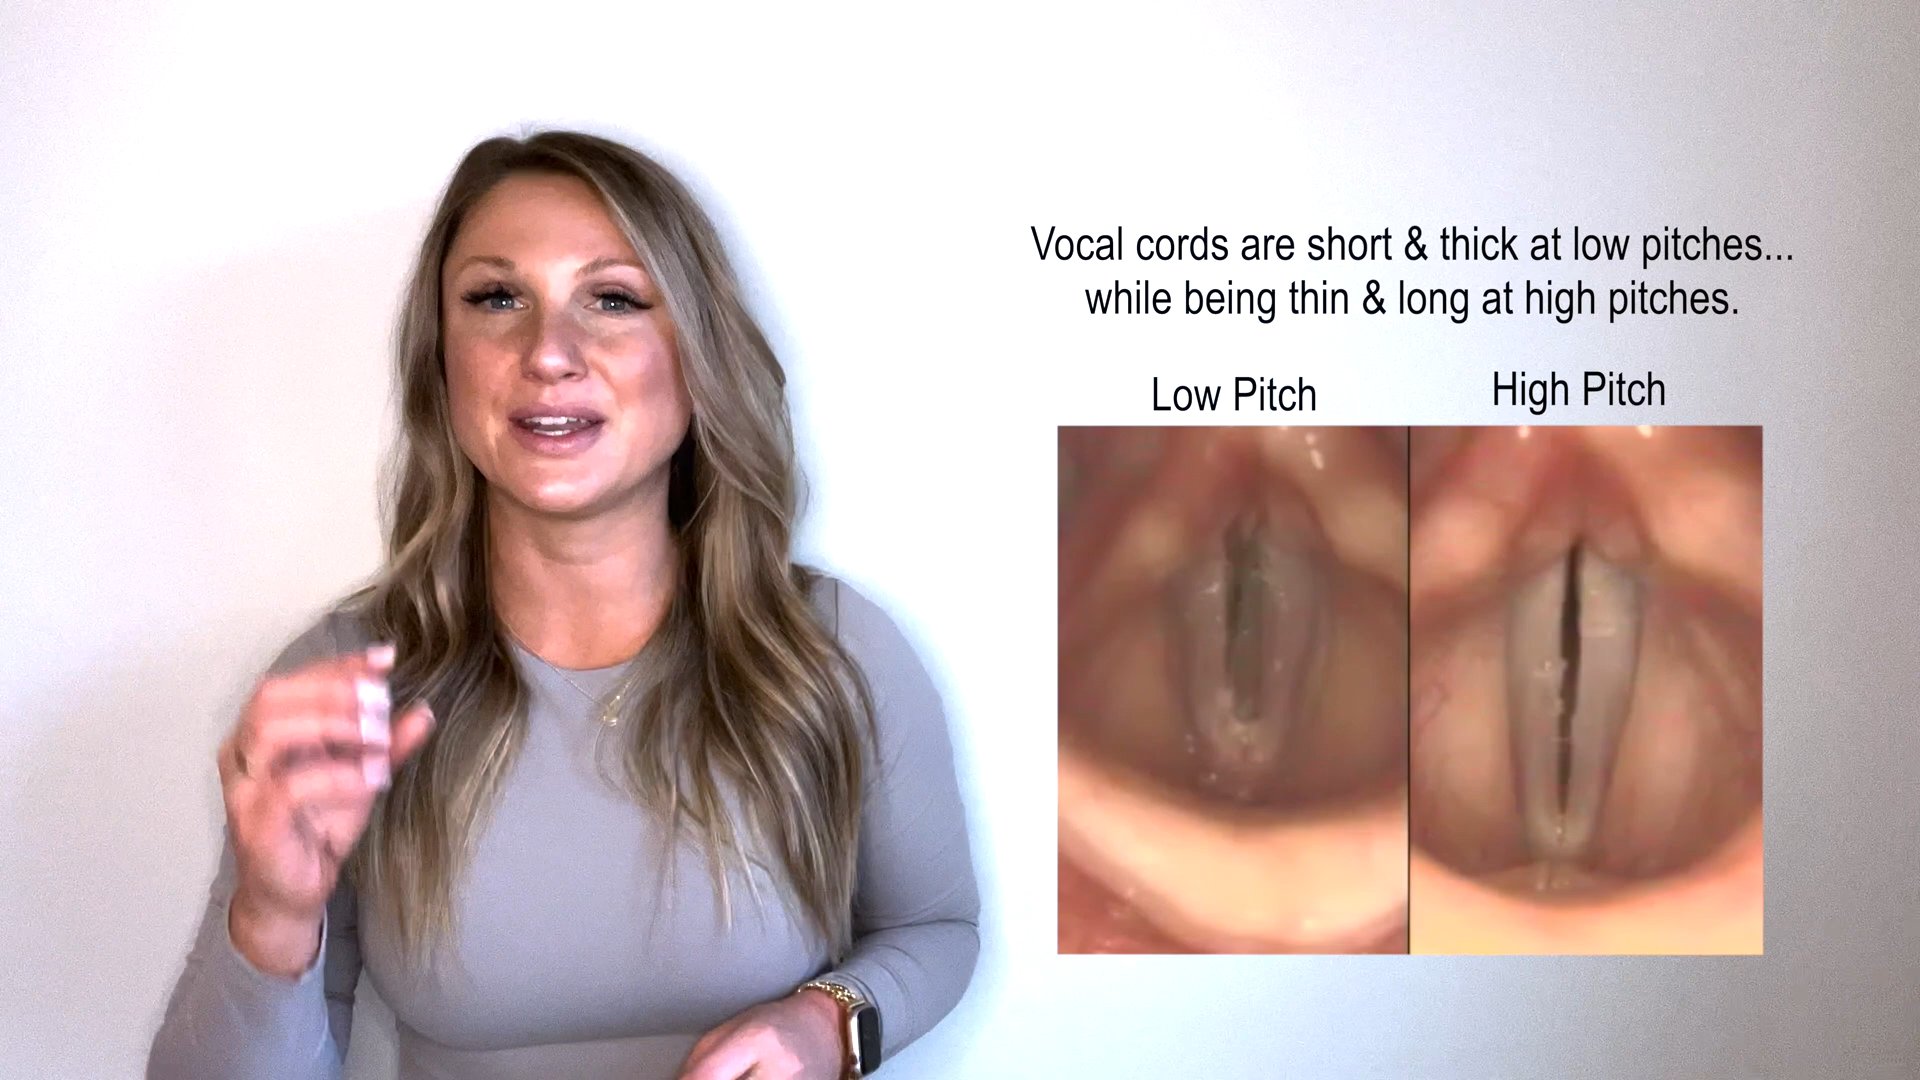 Vocal cords are short & thick at low pitches...
while being thin & long at high pitches.
Low Pitch
High Pitch